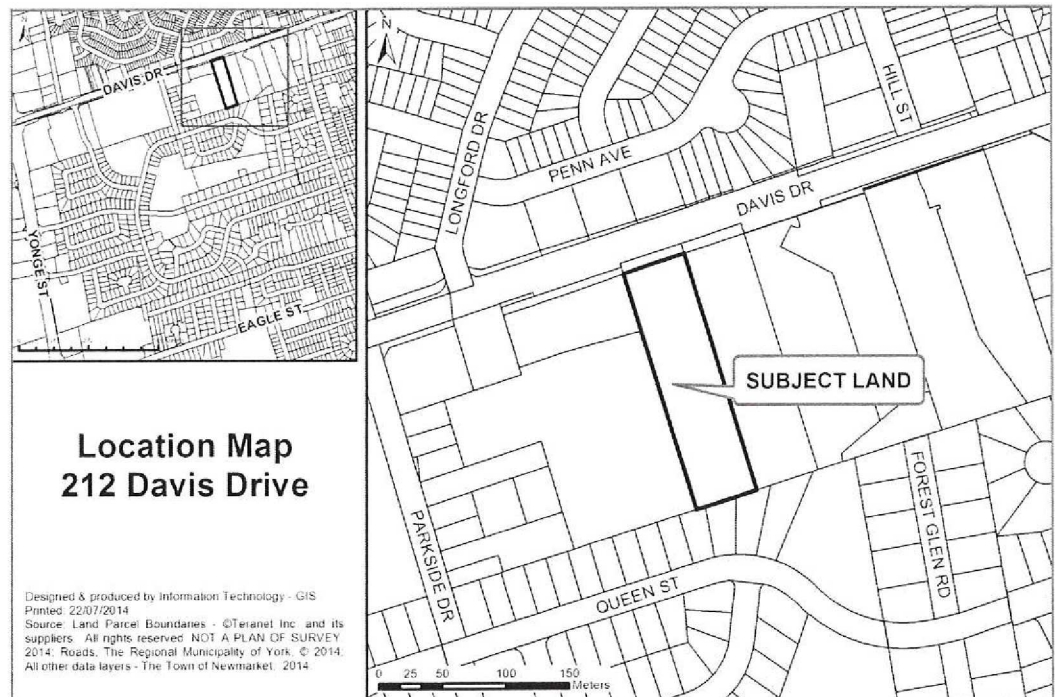 N
DAVIS DR
YONGE ST
EAGLE ST
Location Map
212 Davis Drive
Designed & produced by Information Technology - GIS
Printed: 22/07/2014
Source: Land Parcel Boundaries - ©Teranet Inc. and its
suppliers. All rights reserved. NOT A PLAN OF SURVEY
2014; Roads, The Regional Municipality of York, © 2014;
All other data layers - The Town of Newmarket, 2014
N
LONGFORD DR
PENN AVE
HILL ST
DAVIS DR
SUBJECT LAND
PARKSIDE DR
QUEEN ST
FOREST GLEN RD
0 25 50 100 150
Meters